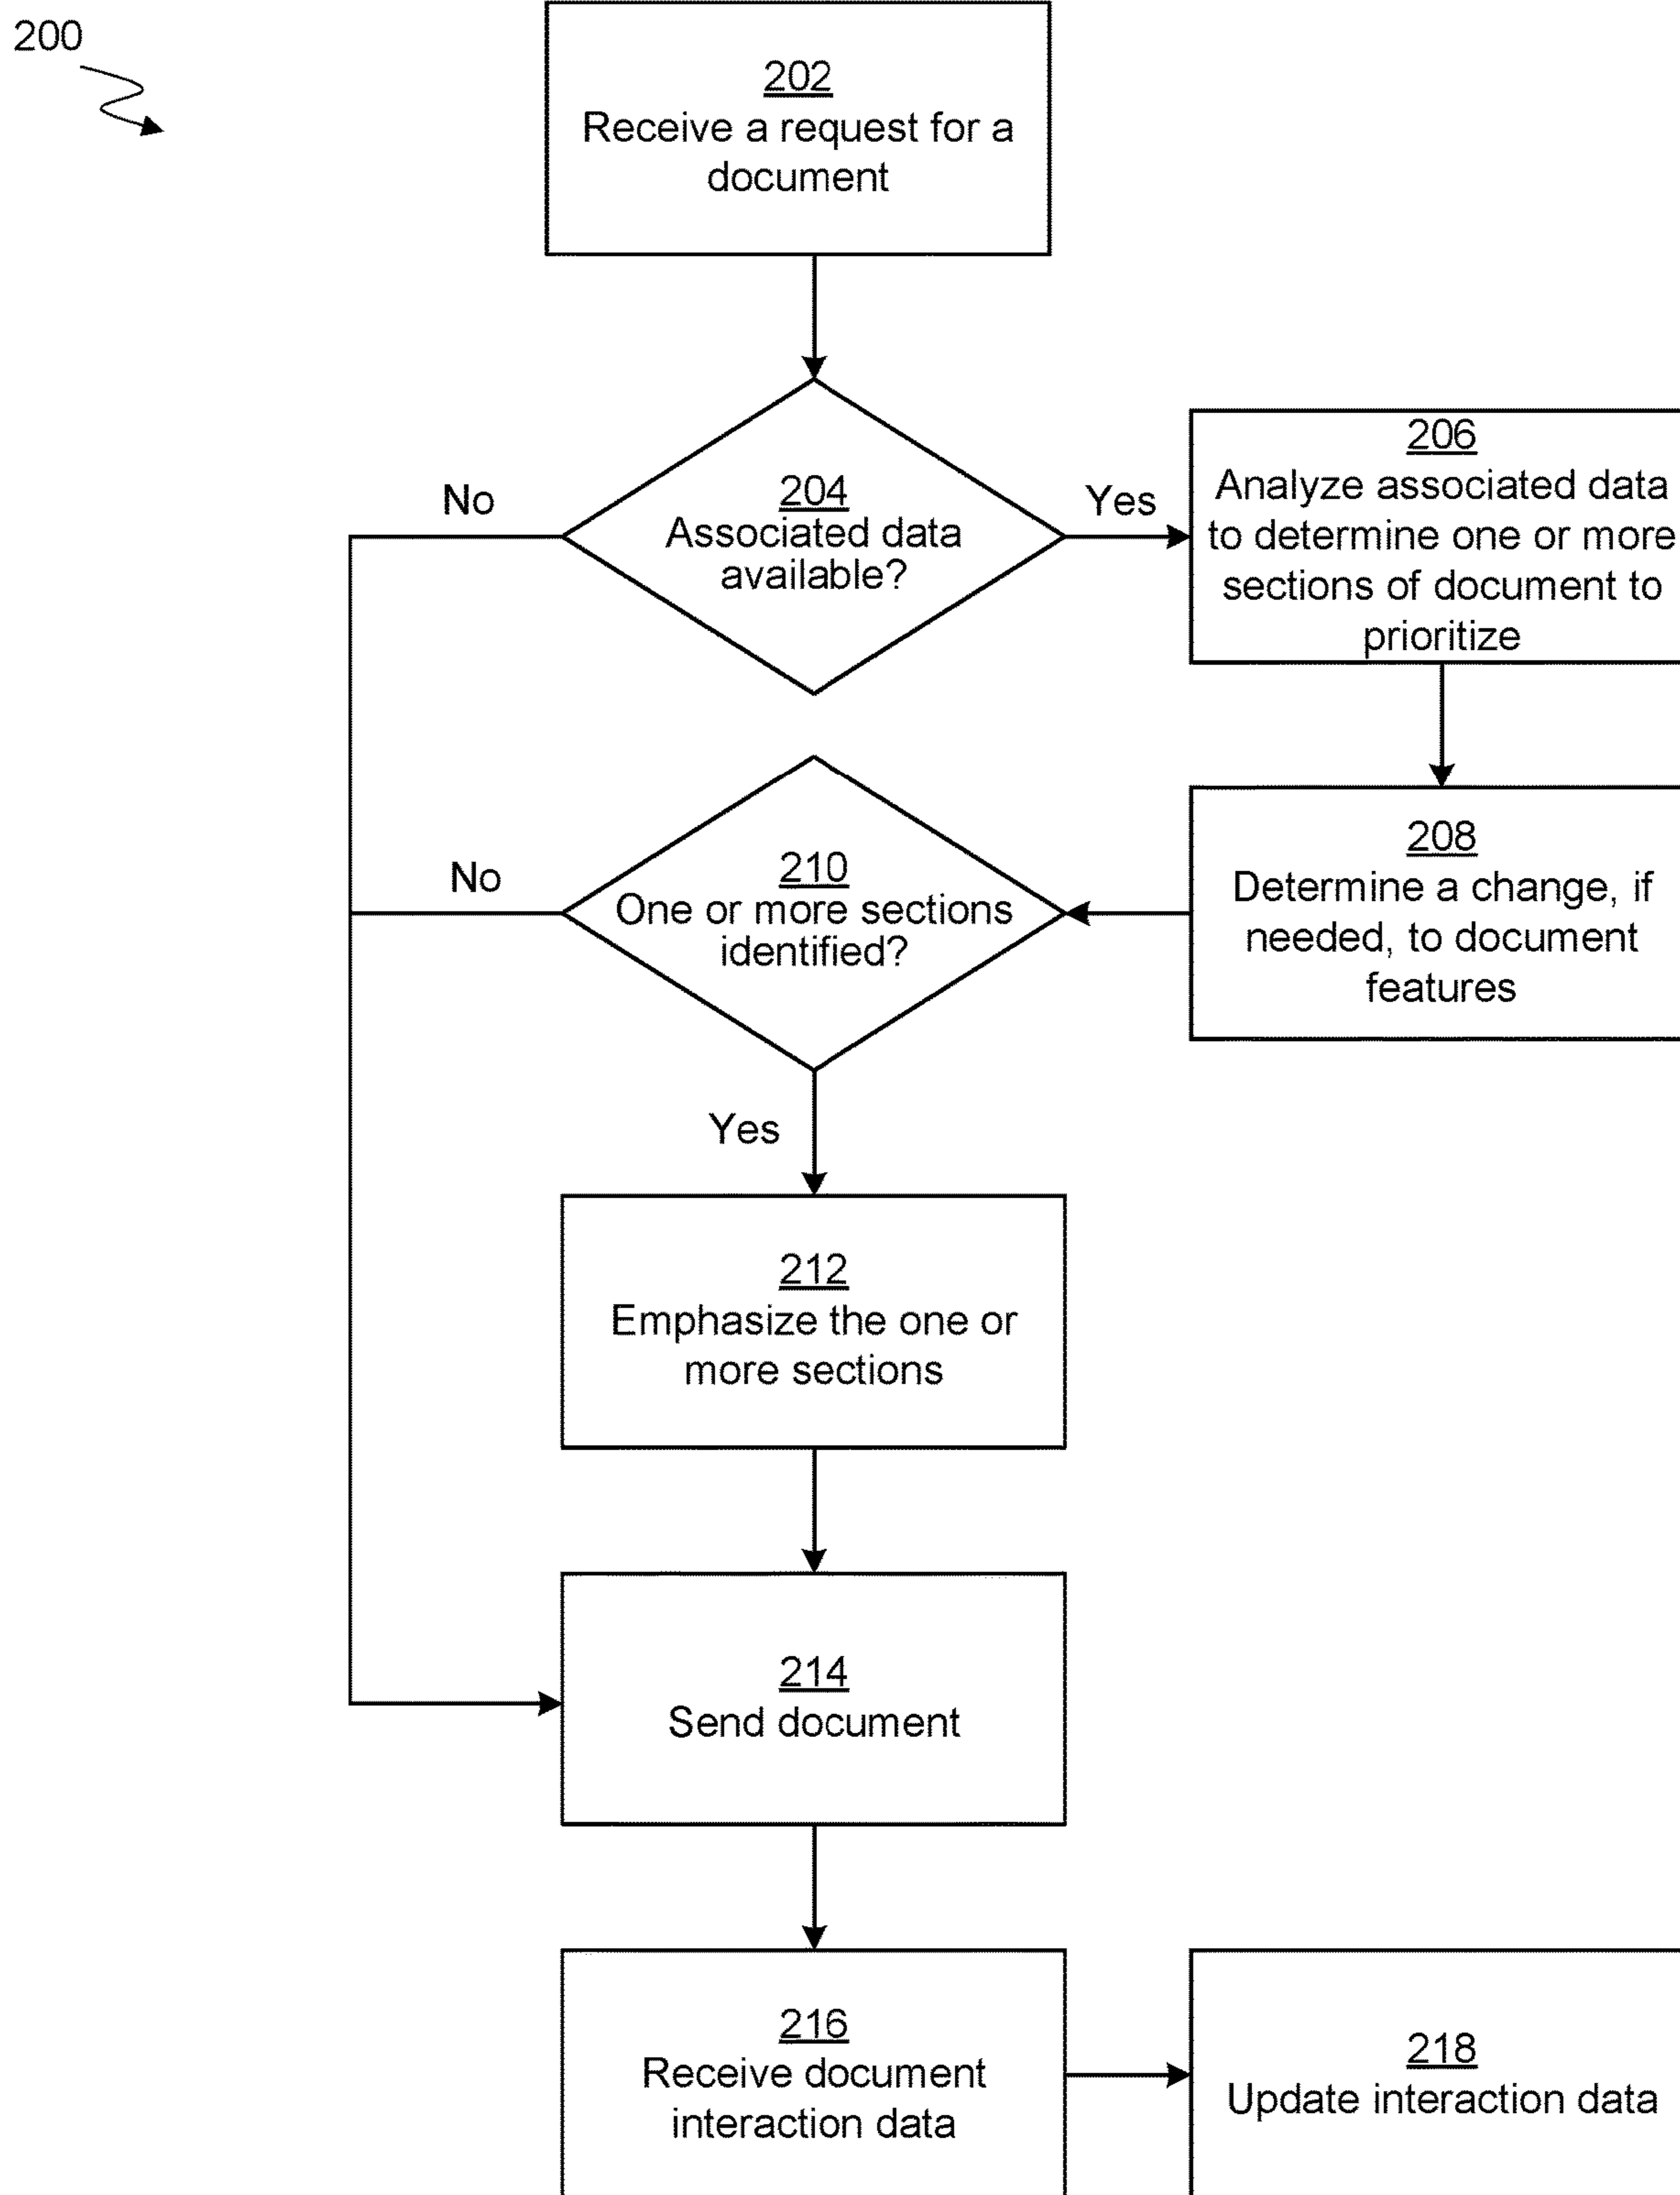 200
202
Receive a request for a
document
No
204
Associated data
available?
Yes
206
Analyze associated data
to determine one or more
sections of document to
prioritize
208
Determine a change, if
needed, to document
features
No
210
One or more sections
identified?
Yes
212
Emphasize the one or
more sections
214
Send document
216
Receive document
interaction data
218
Update interaction data